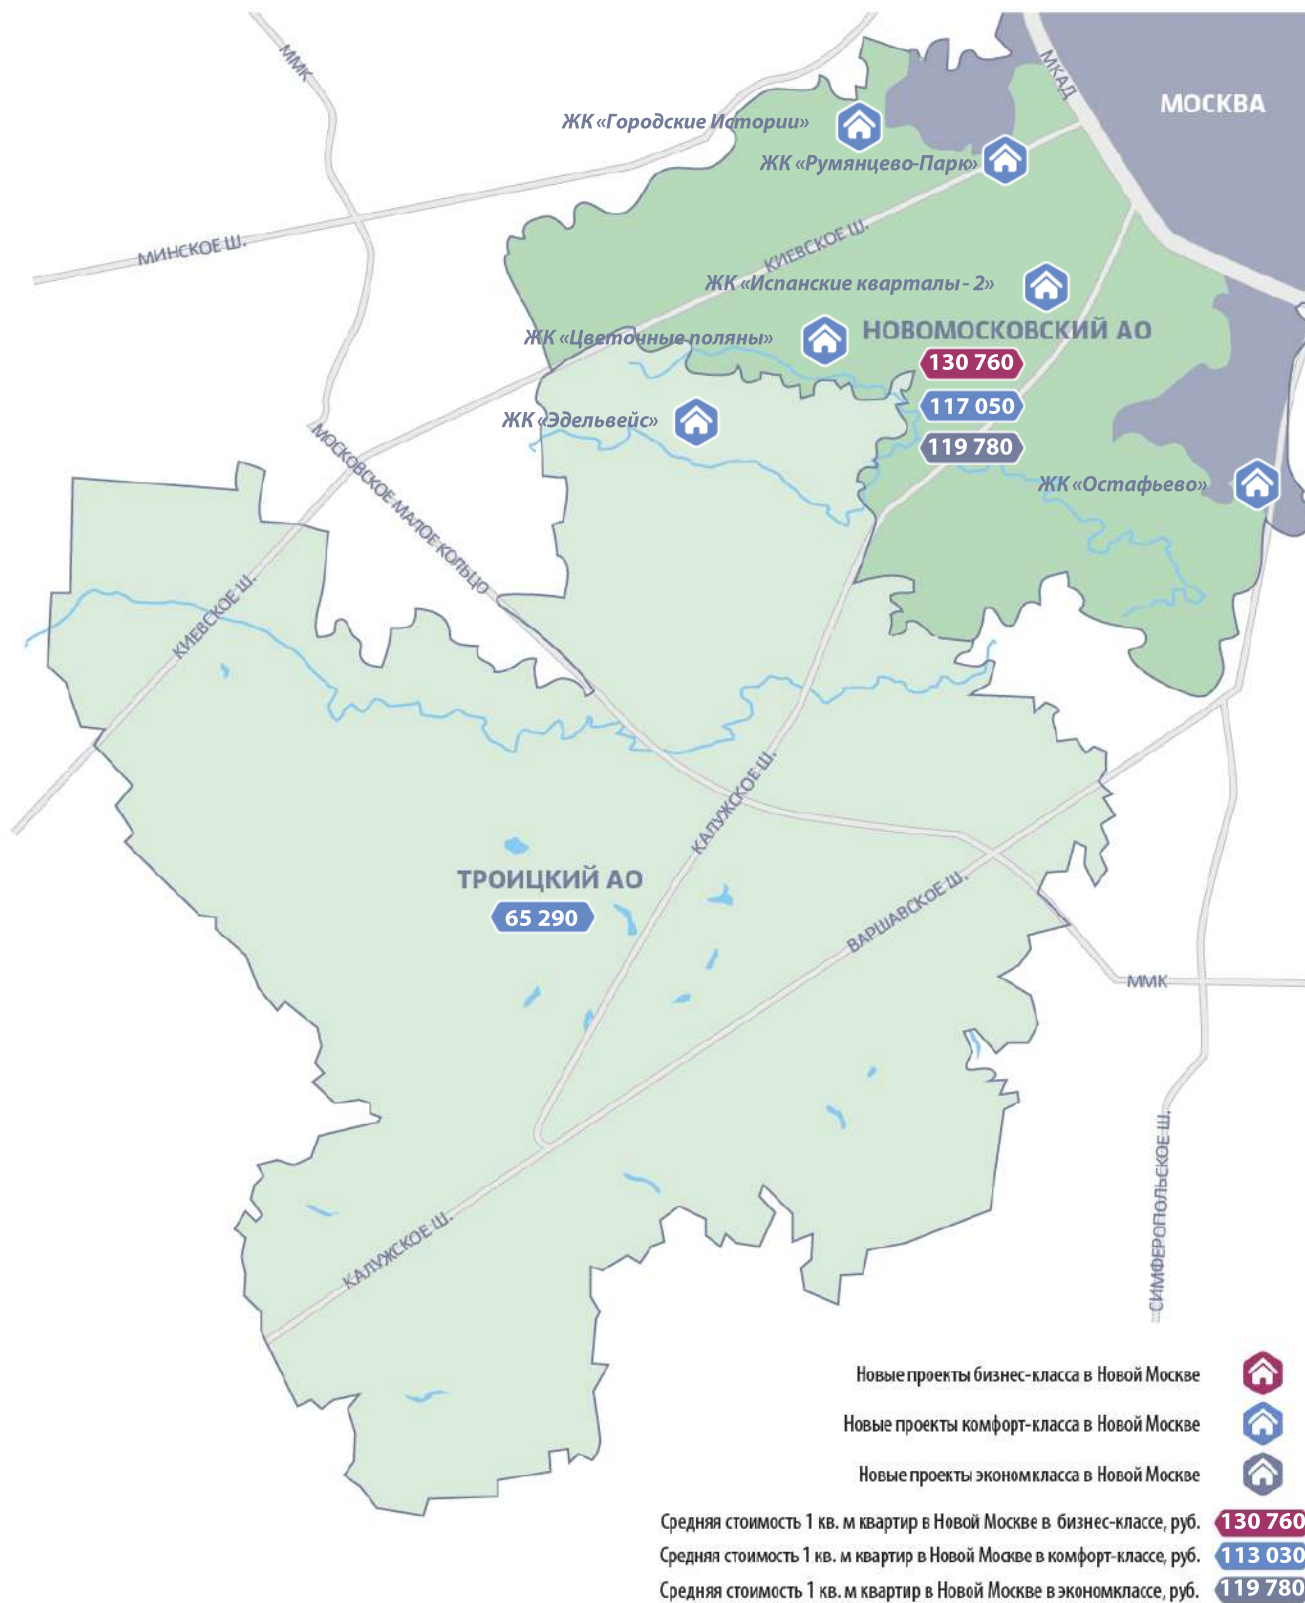 ММК
МКАД
МОСКВА
ЖК «Городские Истории»
ЖК «Румянцево-Парк»
МИНСКОЕ Ш.
КИЕВСКОЕ Ш.
ЖК «Испанские кварталы - 2»
ЖК «Цветочные поляны»
НОВОМОСКОВСКИЙ АО
130 760
117 050
119 780
ЖК «Эдельвейс»
МОСКОВСКОЕ МАЛОЕ КОЛЬЦО
ЖК «Остафьево»
КИЕВСКОЕ Ш.
КАЛУЖСКОЕ Ш.
ТРОИЦКИЙ АО
65 290
ВАРШАВСКОЕ Ш.
ММК
КАЛУЖСКОЕ Ш.
СИМФЕРОПОЛЬСКОЕ Ш.
Новые проекты бизнес-класса в Новой Москве
Новые проекты комфорт-класса в Новой Москве
Новые проекты экономкласса в Новой Москве
Средняя стоимость 1 кв. м квартир в Новой Москве в бизнес-классе, руб. 130 760
Средняя стоимость 1 кв. м квартир в Новой Москве в комфорт-классе, руб. 113 030
Средняя стоимость 1 кв. м квартир в Новой Москве в экономклассе, руб. 119 780